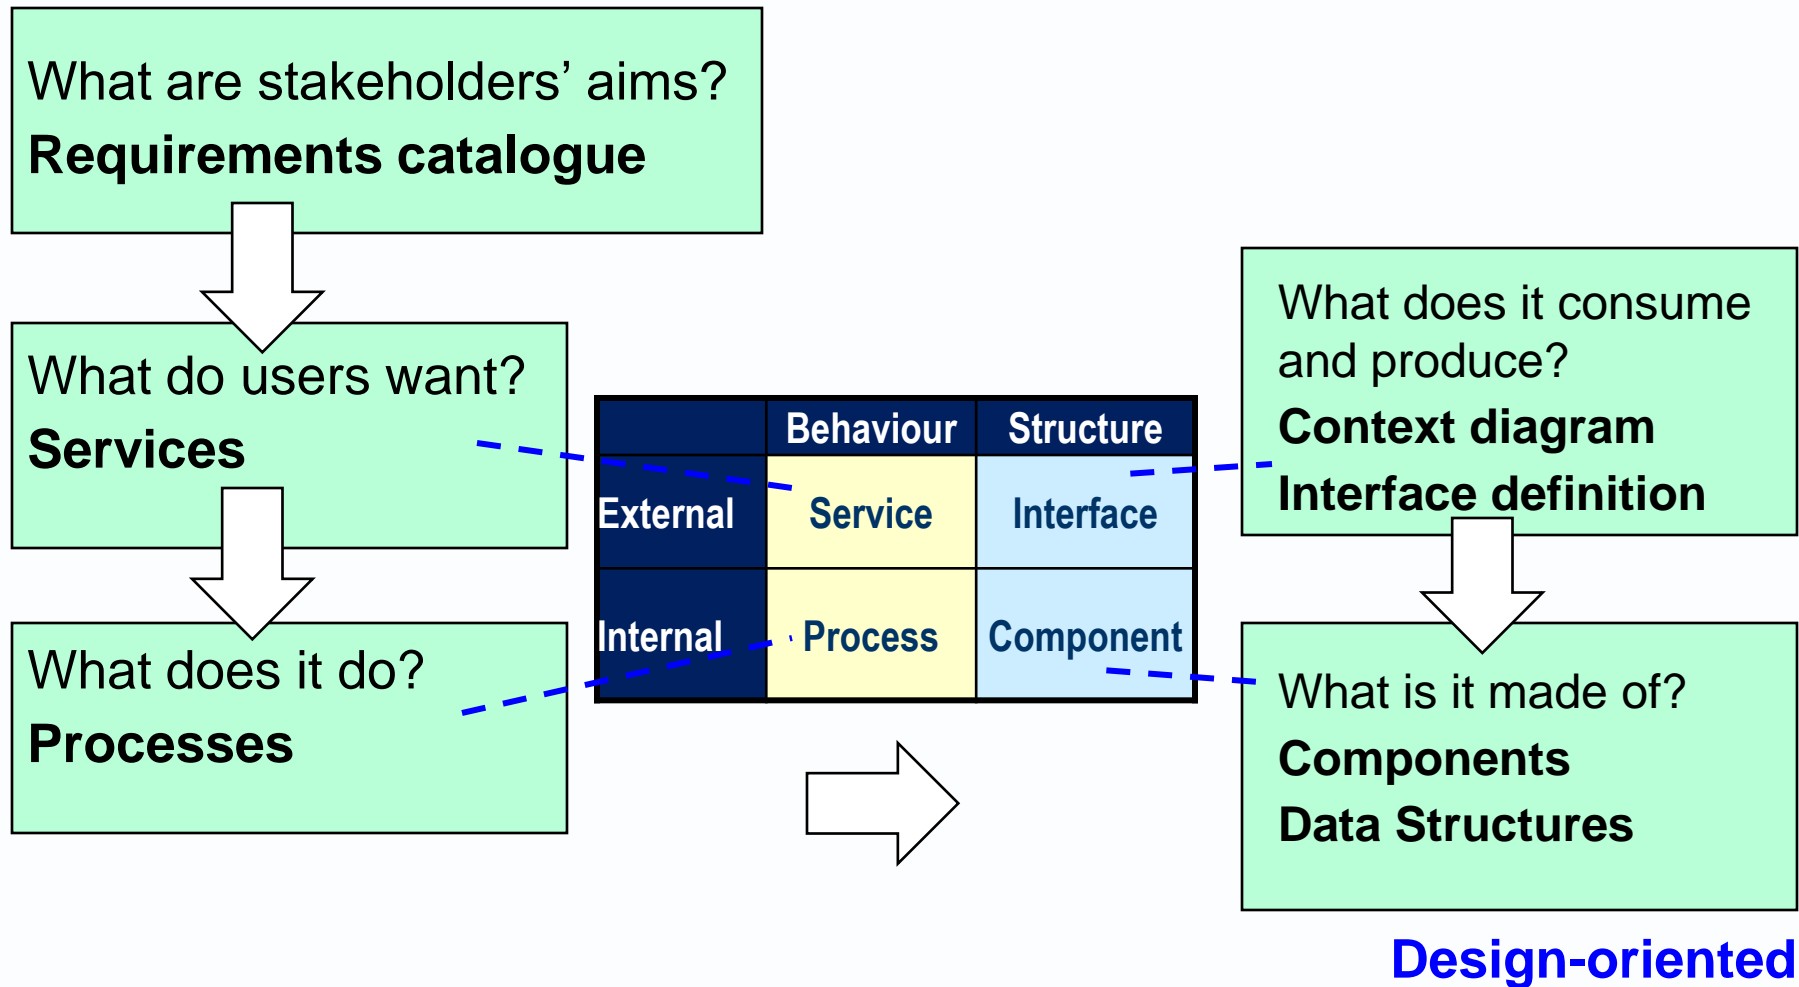 What are stakeholders’ aims?
Requirements catalogue
What do users want?
Services
What does it do?
Processes
Behaviour Structure
External Service Interface
Internal Process Component
What does it consume
and produce?
Context diagram
Interface definition
What is it made of?
Components
Data Structures
Design-oriented